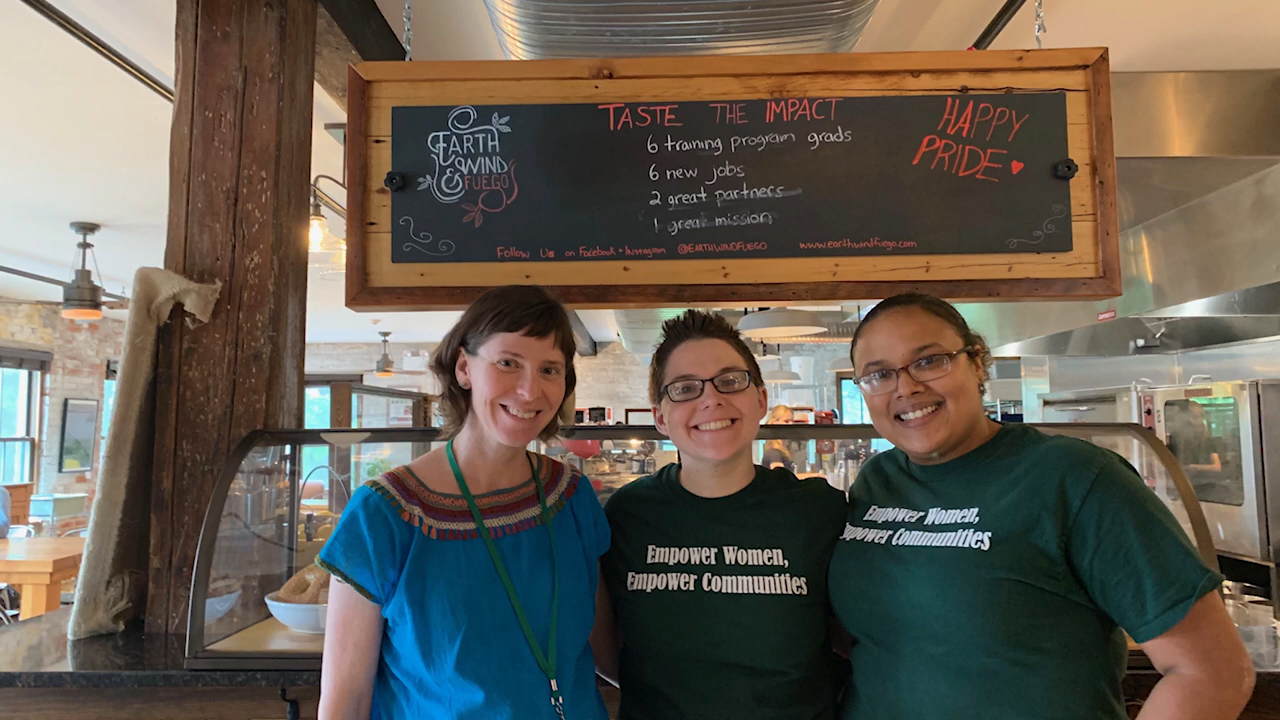 EARTH
WIND
& FUEGO
TASTE THE IMPACT
6 training program grads
6 new jobs
2 great partners
1 great mission
HAPPY
PRIDE
Follow Us on Facebook + Instagram @EARTHWINDFUEGO www.earthwindfuego.com
Empower Women,
Empower Communities
Empower Women,
Empower Communities